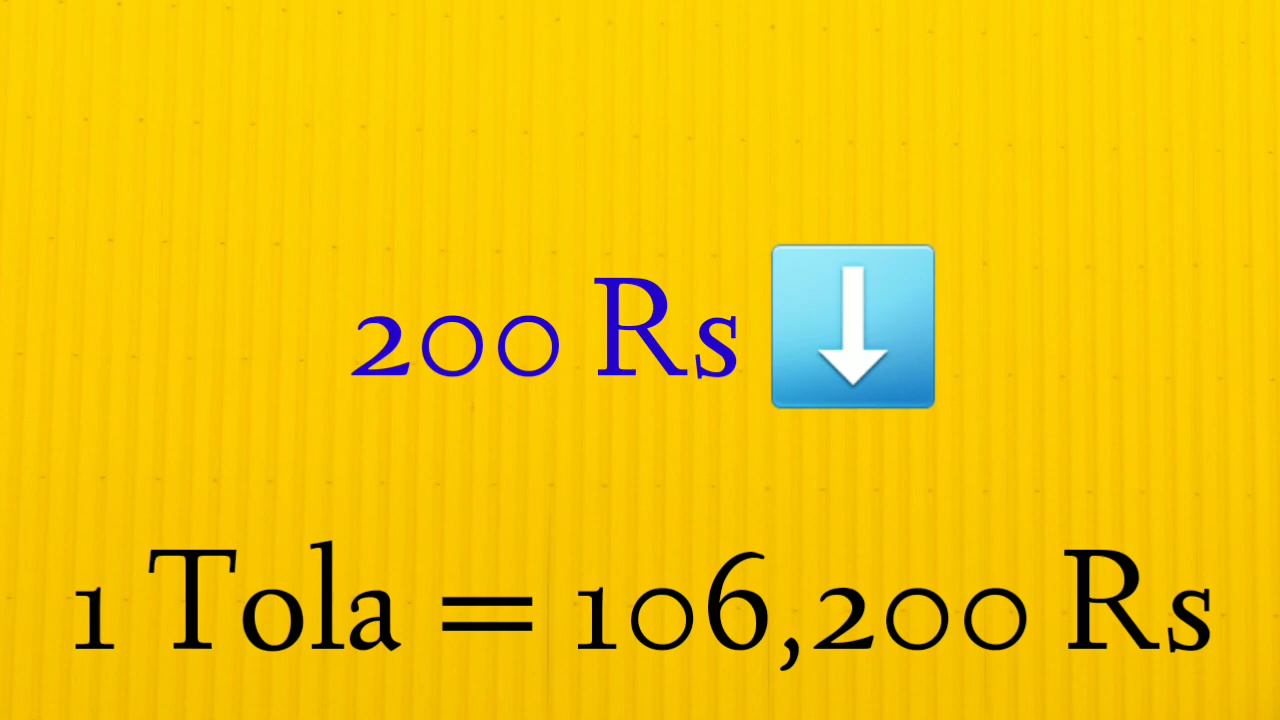 200 Rs ⬇️
1 Tola = 106,200 Rs